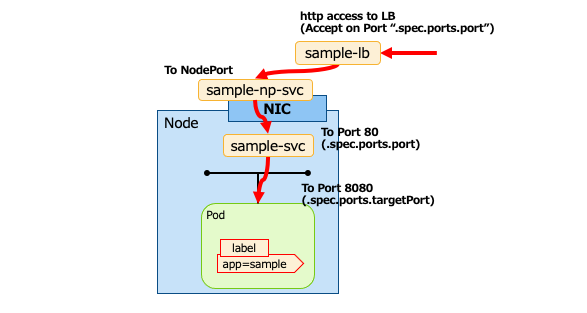 http access to LB
(Accept on Port “.spec.ports.port”)
sample-lb
To NodePort
sample-np-svc
NIC
Node
sample-svc
To Port 80
(.spec.ports.port)
To Port 8080
(.spec.ports.targetPort)
Pod
label
app=sample